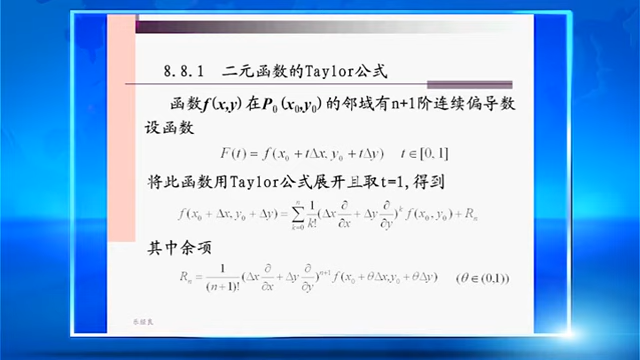 8.8.1 二元函数的Taylor公式
函数f(x,y)在P₀(x₀,y₀)的邻域有n+1阶连续偏导数
设函数
F(t) = f(x₀ + tΔx, y₀ + tΔy) t∈[0,1]
将此函数用Taylor公式展开且取t=1,得到
f(x₀ + Δx, y₀ + Δy) = ∑ₖ₌₀ⁿ 1/k! (Δx ∂/∂x + Δy ∂/∂y)ᵏ f(x₀, y₀) + Rₙ
其中余项
Rₙ = 1/(n+1)! (Δx ∂/∂x + Δy ∂/∂y)ⁿ⁺¹ f(x₀ + θΔx, y₀ + θΔy) (θ∈(0,1))